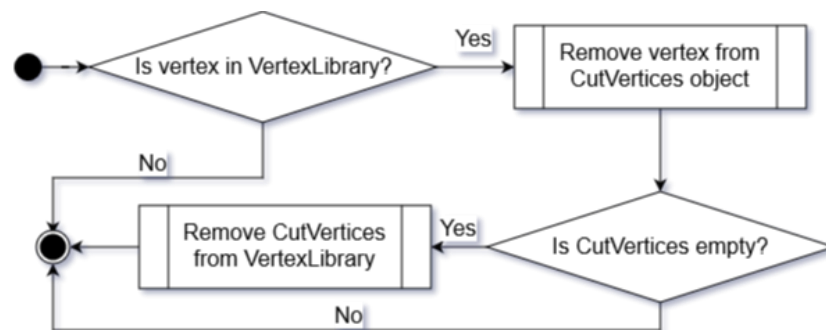 Is vertex in VertexLibrary?
Yes
Remove vertex from
CutVertices object
No
Remove CutVertices
from VertexLibrary
Yes
Is CutVertices empty?
No